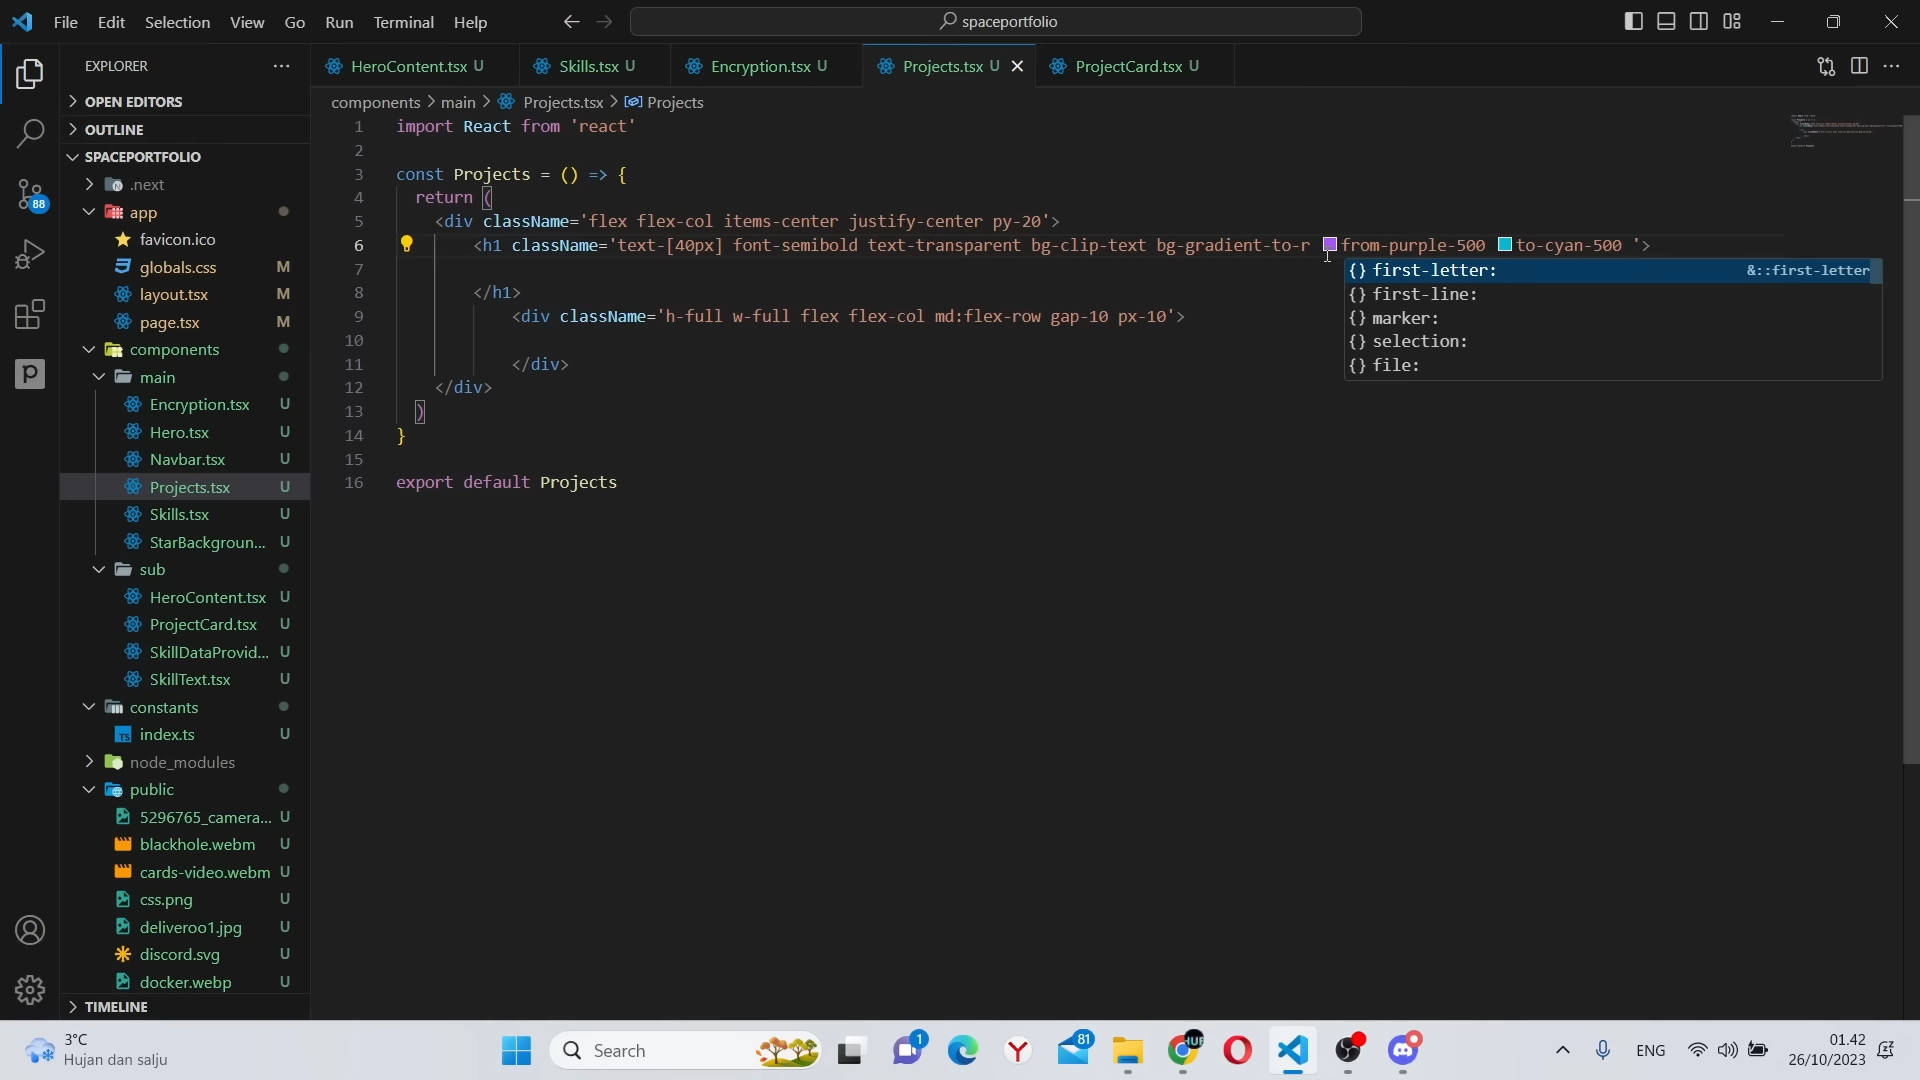 File Edit Selection View Go Run Terminal Help
spaceportfolio
EXPLORER
OPEN EDITORS
OUTLINE
SPACEPORTFOLIO
.next
app
favicon.ico
globals.css M
layout.tsx M
page.tsx M
components
main
Encryption.tsx U
Hero.tsx U
Navbar.tsx U
Projects.tsx U
Skills.tsx U
StarBackgroun... U
sub
HeroContent.tsx U
ProjectCard.tsx U
SkillDataProvid... U
SkillText.tsx U
constants
index.ts U
node_modules
public
5296765_camera... U
blackhole.webm U
cards-video.webm U
css.png U
deliveroo1.jpg U
discord.svg U
docker.webp U
TIMELINE
88
HeroContent.tsx U Skills.tsx U Encryption.tsx U Projects.tsx U ProjectCard.tsx U
components > main > Projects.tsx > Projects
1 import React from 'react'
2
3 const Projects = () => {
4 return (
5 <div className='flex flex-col items-center justify-center py-20'>
6 <h1 className='text-[40px] font-semibold text-transparent bg-clip-text bg-gradient-to-r from-purple-500 to-cyan-500 '>
7
8 </h1>
9 <div className='h-full w-full flex flex-col md:flex-row gap-10 px-10'>
10
11 </div>
12 </div>
13 )
14 }
15
16 export default Projects
{} first-letter: &::first-letter
{} first-line:
{} marker:
{} selection:
{} file:
3°C
Hujan dan salju
Search
1
81
HUB
ENG
01.42
26/10/2023